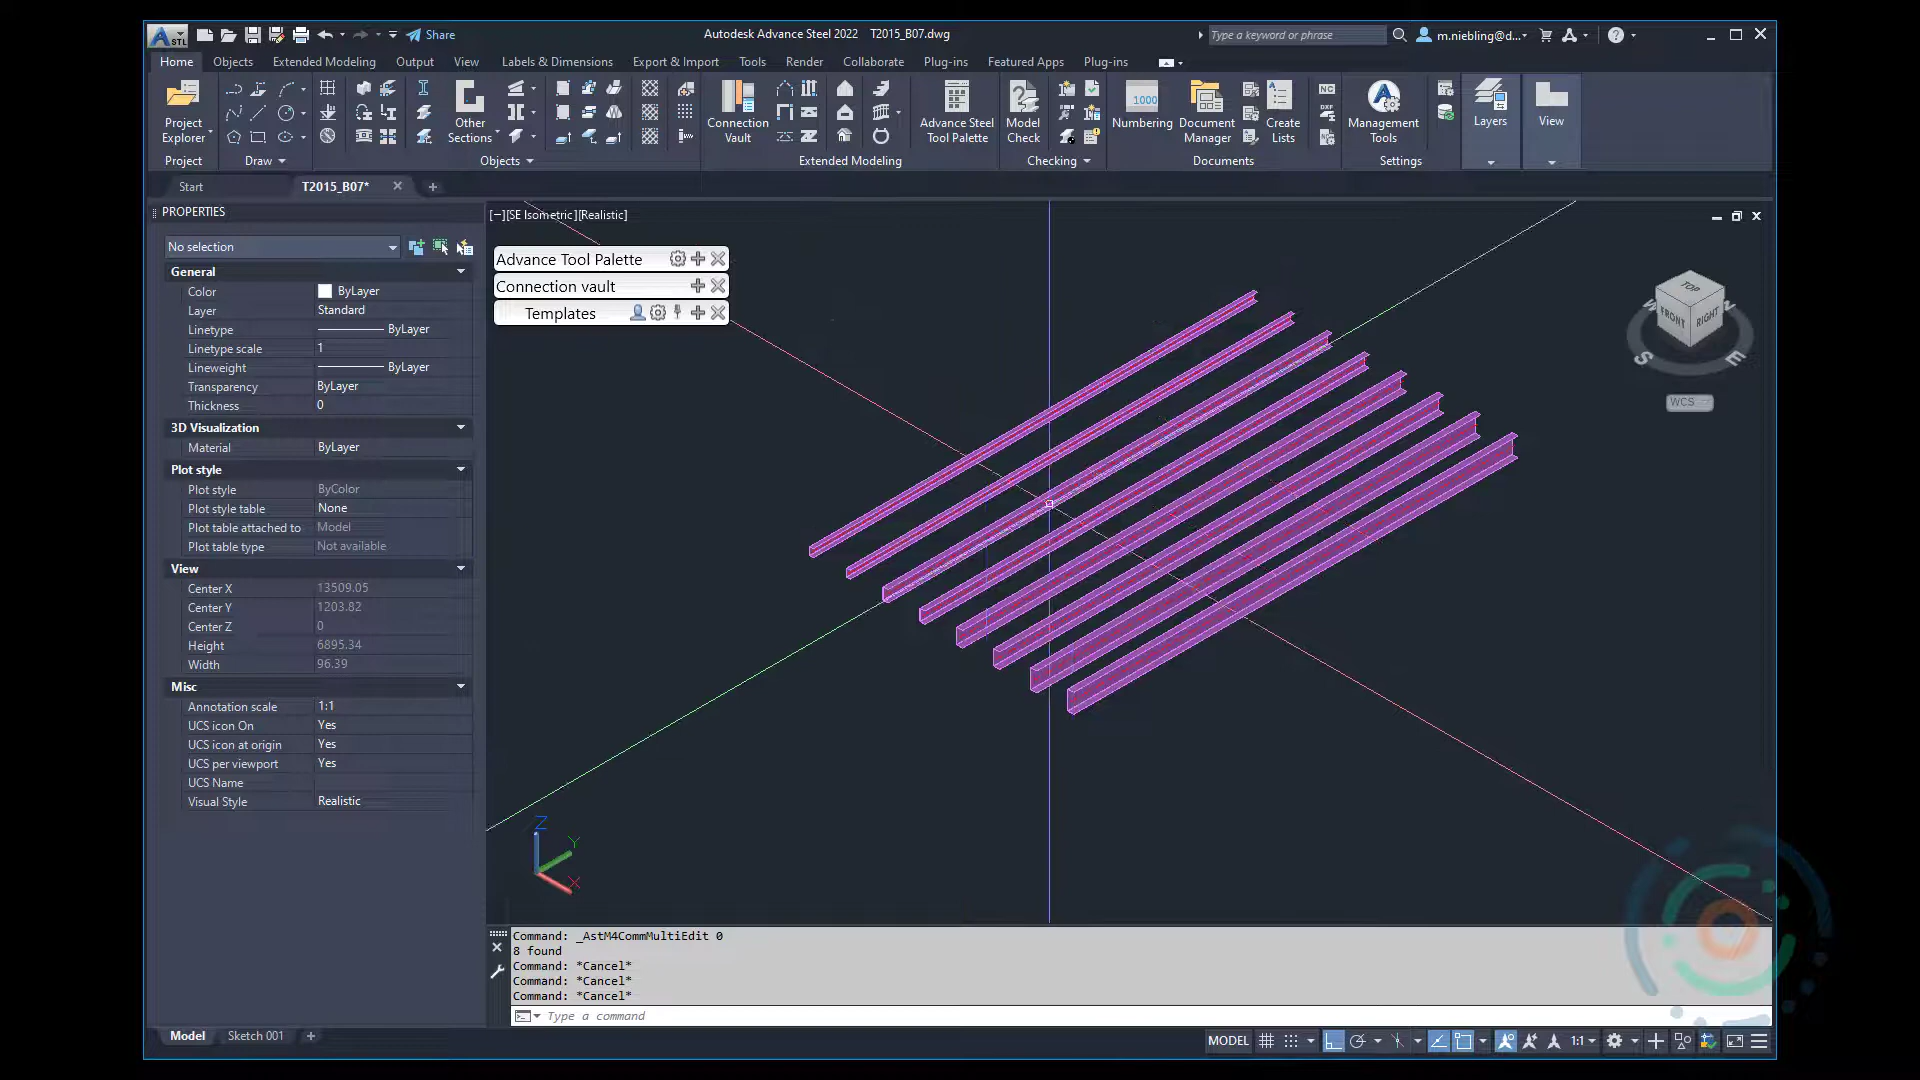 STL
Share
Autodesk Advance Steel 2022 T2015_B07.dwg
Type a keyword or phrase
m.niebling@d...
Home Objects Extended Modeling Output View Labels & Dimensions Export & Import Tools Render Collaborate Plug-ins Featured Apps Plug-ins
Project Explorer
Other Sections
Connection Vault
Advance Steel Tool Palette
Model Check
1000
Numbering
Document Manager
NC
DXF
Create Lists
Management Tools
Layers
View
Project Draw Objects Extended Modeling Checking Documents Settings
Start T2015_B07*
PROPERTIES
No selection
General
Color ByLayer
Layer Standard
Linetype ByLayer
Linetype scale 1
Lineweight ByLayer
Transparency ByLayer
Thickness 0
3D Visualization
Material ByLayer
Plot style
Plot style ByColor
Plot style table None
Plot table attached to Model
Plot table type Not available
View
Center X 13509.05
Center Y 1203.82
Center Z 0
Height 6895.34
Width 96.39
Misc
Annotation scale 1:1
UCS icon On Yes
UCS icon at origin Yes
UCS per viewport Yes
UCS Name
Visual Style Realistic
[−][SE Isometric][Realistic]
Advance Tool Palette
Connection vault
Templates
TOP
FRONT RIGHT
W N
S E
WCS
Z
Y
X
Command: _AstM4CommMultiEdit 0
8 found
Command: *Cancel*
Command: *Cancel*
Command: *Cancel*
Type a command
Model Sketch 001
MODEL 1:1